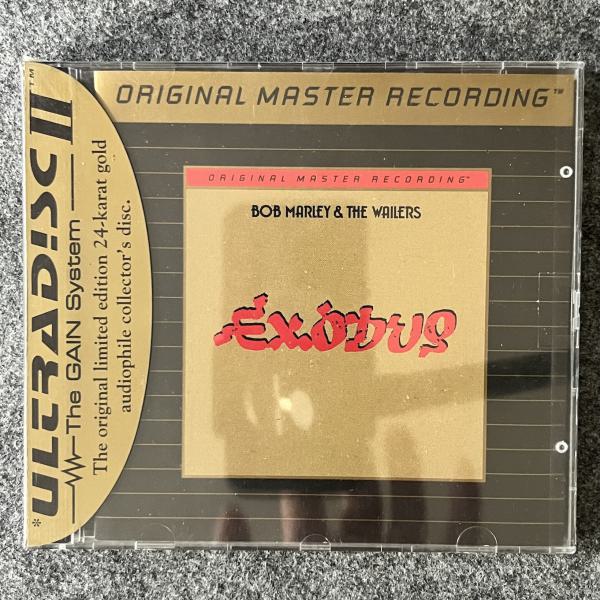 *ULTRADISC II™
The GAIN System
The original limited edition 24-karat gold
audiophile collector's disc.
ORIGINAL MASTER RECORDING™
ORIGINAL MASTER RECORDING™
BOB MARLEY & THE WAILERS
EXODUS